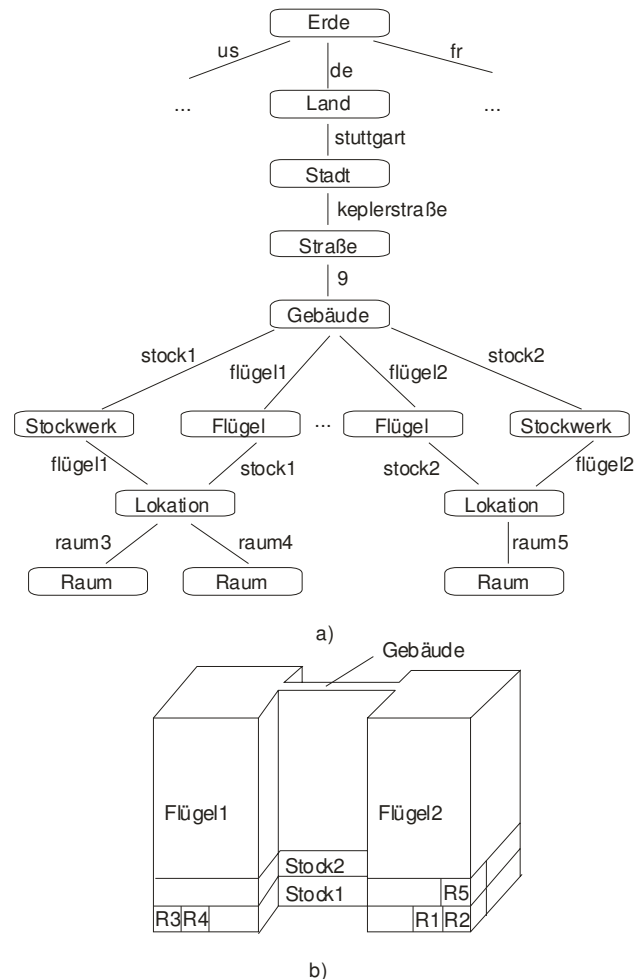 Erde
us
de
fr
...
Land
...
stuttgart
Stadt
keplerstraße
Straße
9
Gebäude
stock1
flügel1
flügel2
stock2
Stockwerk
Flügel
...
Flügel
Stockwerk
flügel1
stock1
stock2
flügel2
Lokation
Lokation
raum3
raum4
raum5
Raum
Raum
Raum
a)
Gebäude
Flügel1
Flügel2
Stock2
Stock1
R5
R3 R4
R1 R2
b)